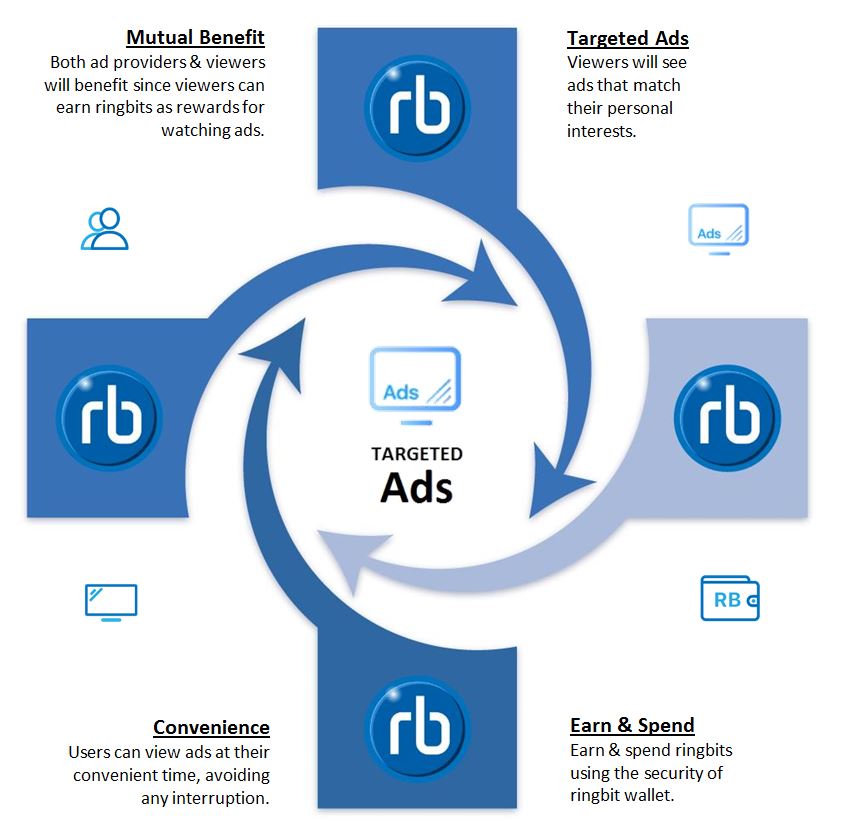 Mutual Benefit
Both ad providers & viewers
will benefit since viewers can
earn ringbits as rewards for
watching ads.
Targeted Ads
Viewers will see
ads that match
their personal
interests.
rb
Ads
rb
Ads
TARGETED
Ads
rb
RB
rb
Convenience
Users can view ads at their
convenient time, avoiding
any interruption.
Earn & Spend
Earn & spend ringbits
using the security of
ringbit wallet.